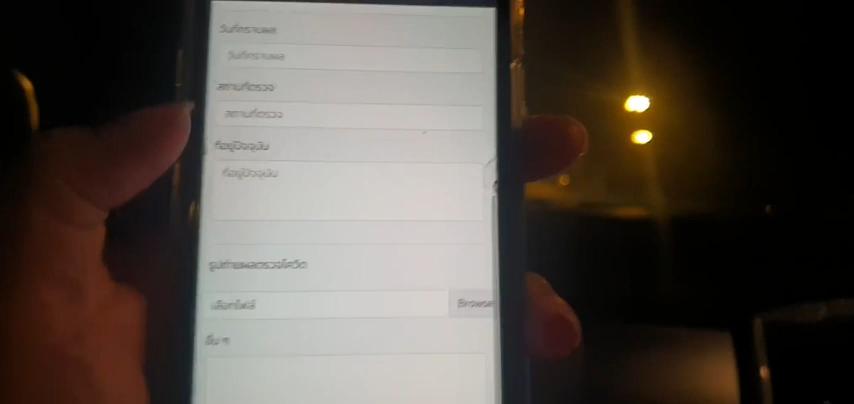 วันที่ทราบผล
วันที่ทราบผล
สถานที่ตรวจ
สถานที่ตรวจ
ที่อยู่ปัจจุบัน
ที่อยู่ปัจจุบัน
รูปถ่ายผลตรวจโควิด
เลือกไฟล์ Browse
อื่น ๆ